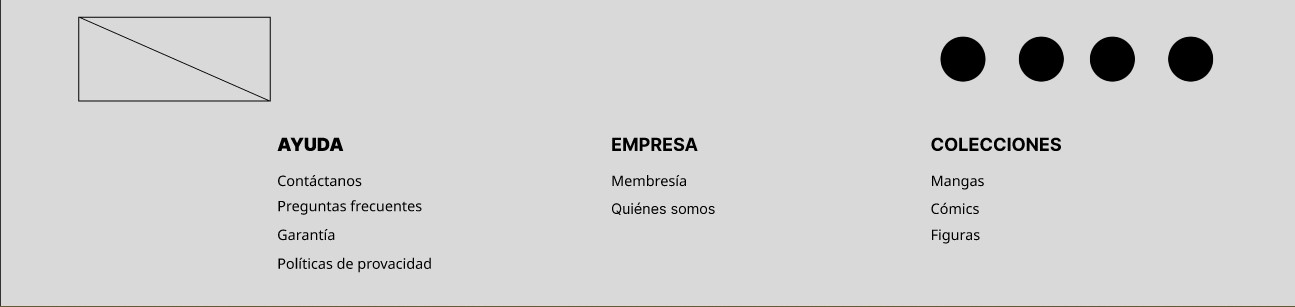 AYUDA
Contáctanos
Preguntas frecuentes
Garantía
Políticas de provacidad
EMPRESA
Membresía
Quiénes somos
COLECCIONES
Mangas
Cómics
Figuras